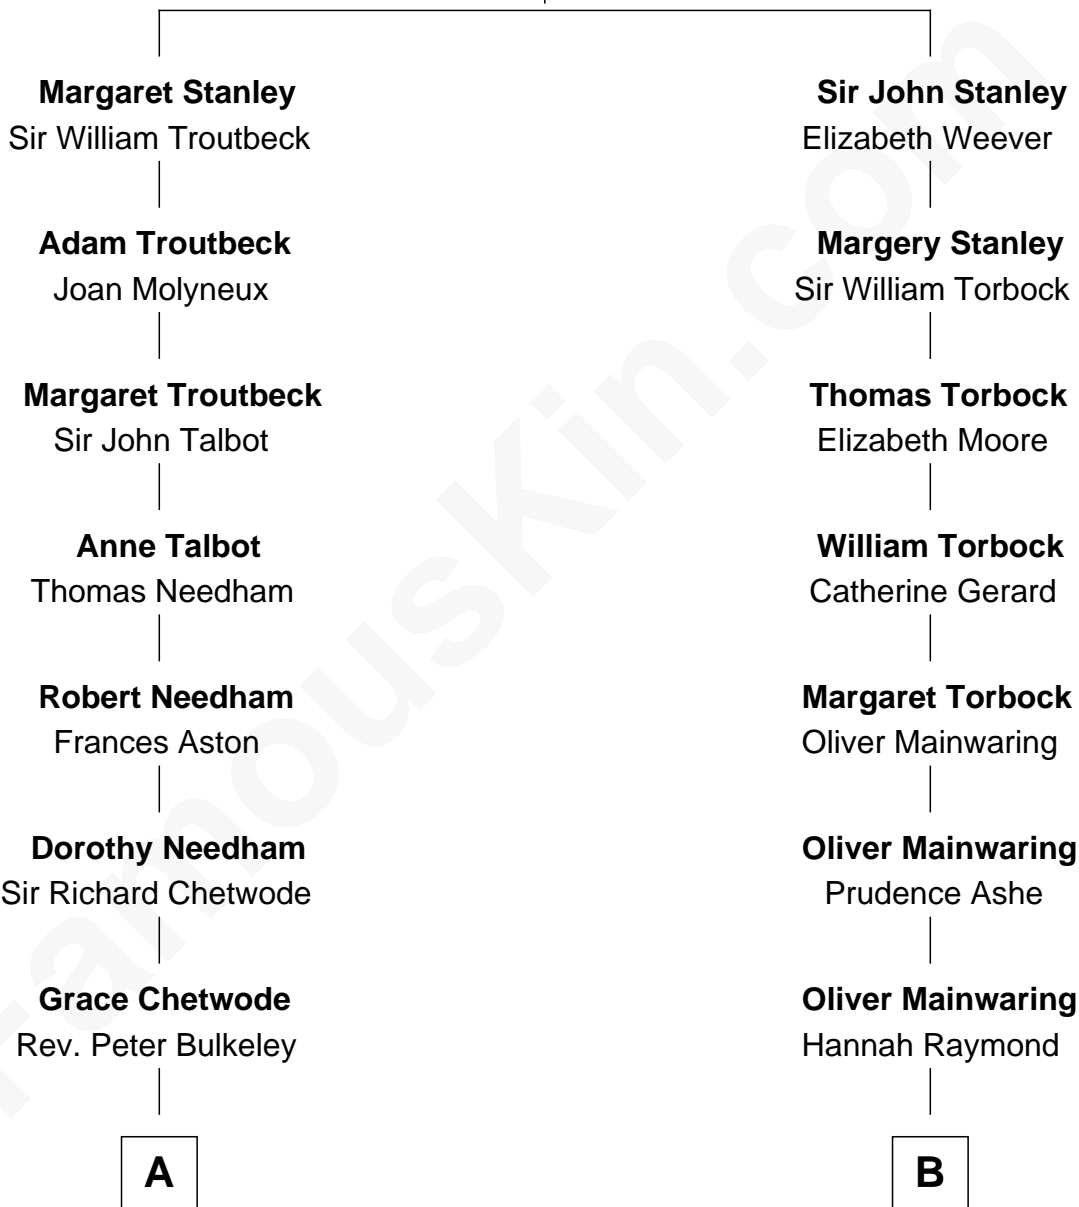 Margaret Stanley
Sir William Troutbeck
Adam Troutbeck
Joan Molyneux
Margaret Troutbeck
Sir John Talbot
Anne Talbot
Thomas Needham
Robert Needham
Frances Aston
Dorothy Needham
Sir Richard Chetwode
Grace Chetwode
Rev. Peter Bulkeley
A
Sir John Stanley
Elizabeth Weever
Margery Stanley
Sir William Torbock
Thomas Torbock
Elizabeth Moore
William Torbock
Catherine Gerard
Margaret Torbock
Oliver Mainwaring
Oliver Mainwaring
Prudence Ashe
Oliver Mainwaring
Hannah Raymond
B
FamousKin.com